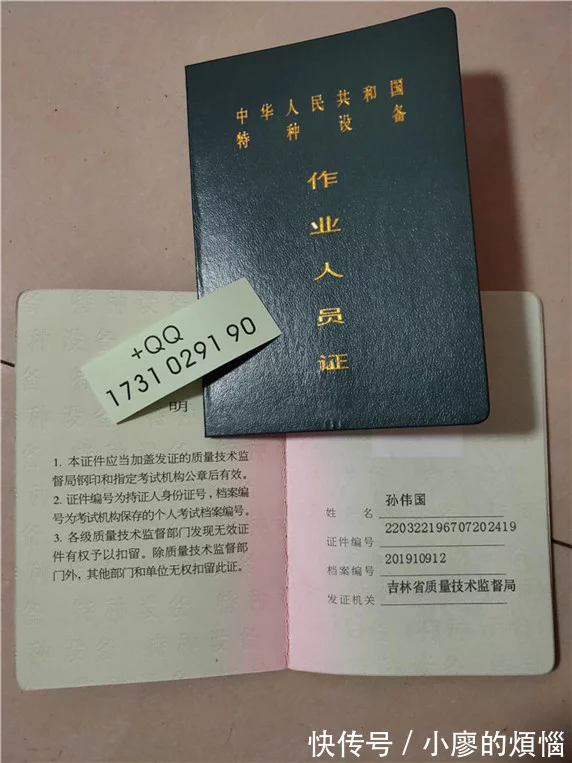 中华人民共和国
特种设备
作
业
人
员
证
+QQ
1731 0291 90
明
1. 本证件应当加盖发证的质量技术监
督局钢印和指定考试机构公章后有效。
2. 证件编号为持证人身份证号，档案编
号为考试机构保存的个人考试档案编号。
3. 各级质量技术监督部门发现无效证
件有权予以扣留。除质量技术监督部
门外，其他部门和单位无权扣留此证。
姓 名 孙伟国
证件编号 220322196707202419
档案编号 201910912
发证机关 吉林省质量技术监督局
快传号 / 小廖的煩惱